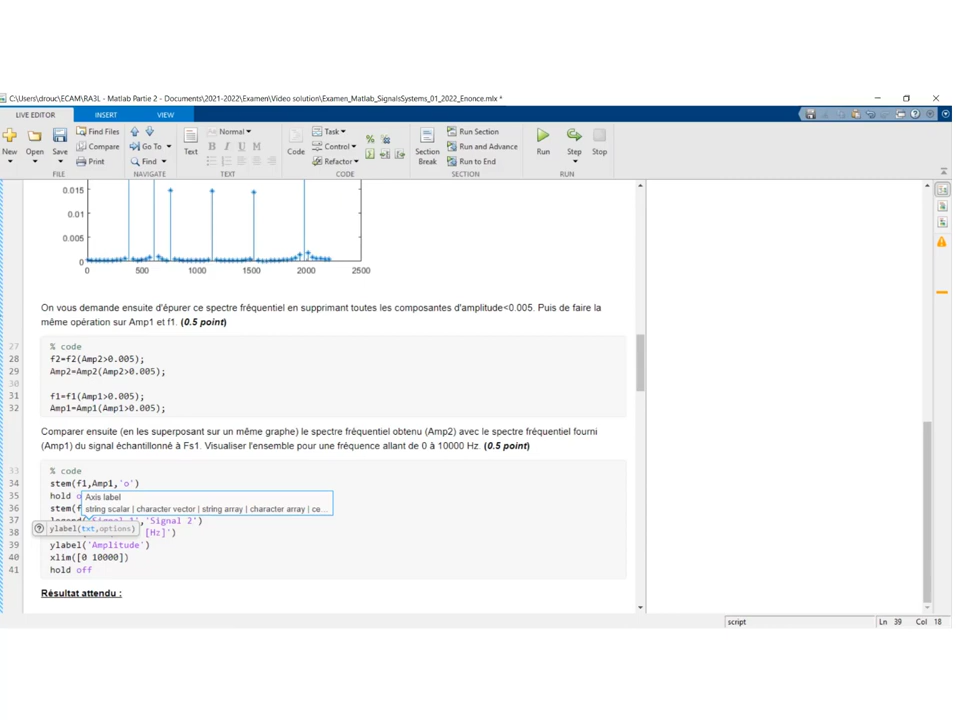 C:\Users\drouc\ECAM\RA3L - Matlab Partie 2 - Documents\2021-2022\Examen\Video solution\Examen_Matlab_SignalsSystems_01_2022_Enonce.mlx *
LIVE EDITOR INSERT VIEW
New Open Save Find Files Compare Print
Go To Find
Text Normal B I U M
Code Task Control Refactor
Section Break Run Section Run and Advance Run to End
Run Step Stop
FILE NAVIGATE TEXT CODE SECTION RUN
0.015
0.01
0.005
0
0 500 1000 1500 2000 2500
On vous demande ensuite d'épurer ce spectre fréquentiel en supprimant toutes les composantes d'amplitude<0.005. Puis de faire la
même opération sur Amp1 et f1. (0.5 point)
27 % code
28 f2=f2(Amp2>0.005);
29 Amp2=Amp2(Amp2>0.005);
30
31 f1=f1(Amp1>0.005);
32 Amp1=Amp1(Amp1>0.005);
Comparer ensuite (en les superposant sur un même graphe) le spectre fréquentiel obtenu (Amp2) avec le spectre fréquentiel fourni
(Amp1) du signal échantillonné à Fs1. Visualiser l'ensemble pour une fréquence allant de 0 à 10000 Hz. (0.5 point)
33 % code
34 stem(f1,Amp1,'o')
35 hold o
Axis label
36 stem(f
string scalar | character vector | string array | character array | ce...
37 'Signal 2')
ylabel(txt,options)
38 [Hz]')
39 ylabel('Amplitude')
40 xlim([0 10000])
41 hold off
Résultat attendu :
script Ln 39 Col 18